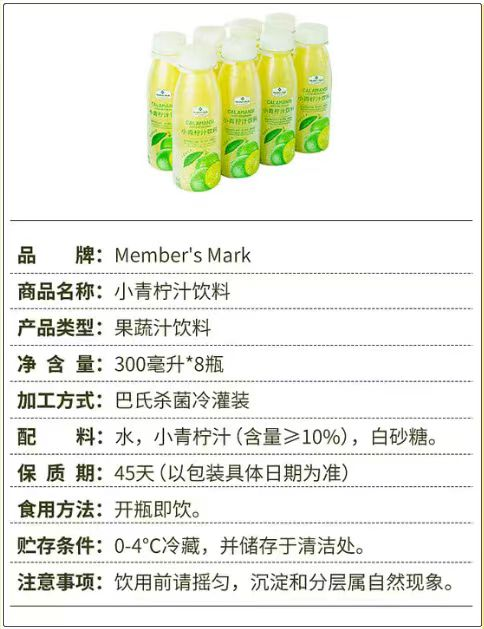 Member's Mark
CALAMANSI
小青柠汁饮料
品 牌：Member's Mark
商品名称：小青柠汁饮料
产品类型：果蔬汁饮料
净 含 量：300毫升*8瓶
加工方式：巴氏杀菌冷灌装
配 料：水，小青柠汁（含量≥10%），白砂糖。
保 质 期：45天（以包装具体日期为准）
食用方法：开瓶即饮。
贮存条件：0-4℃冷藏，并储存于清洁处。
注意事项：饮用前请摇匀，沉淀和分层属自然现象。